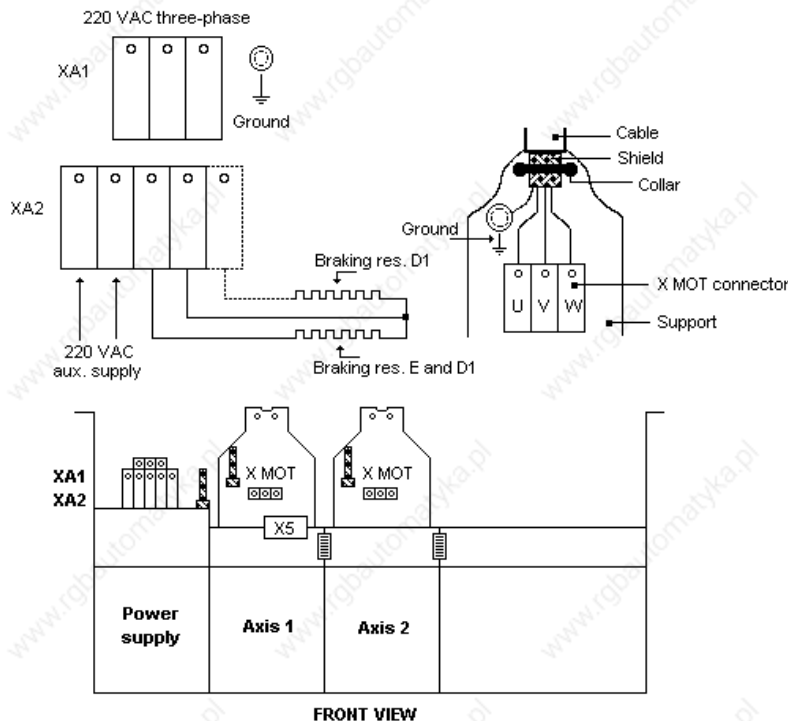 220 VAC three-phase
XA1
Ground
Cable
Shield
Collar
XA2
Ground
Braking res. D1
X MOT connector
U V W
Support
220 VAC
aux. supply
Braking res. E and D1
XA1
XA2
X MOT
X MOT
X5
Power
supply
Axis 1
Axis 2
FRONT VIEW
www.rgbautomatyka.pl